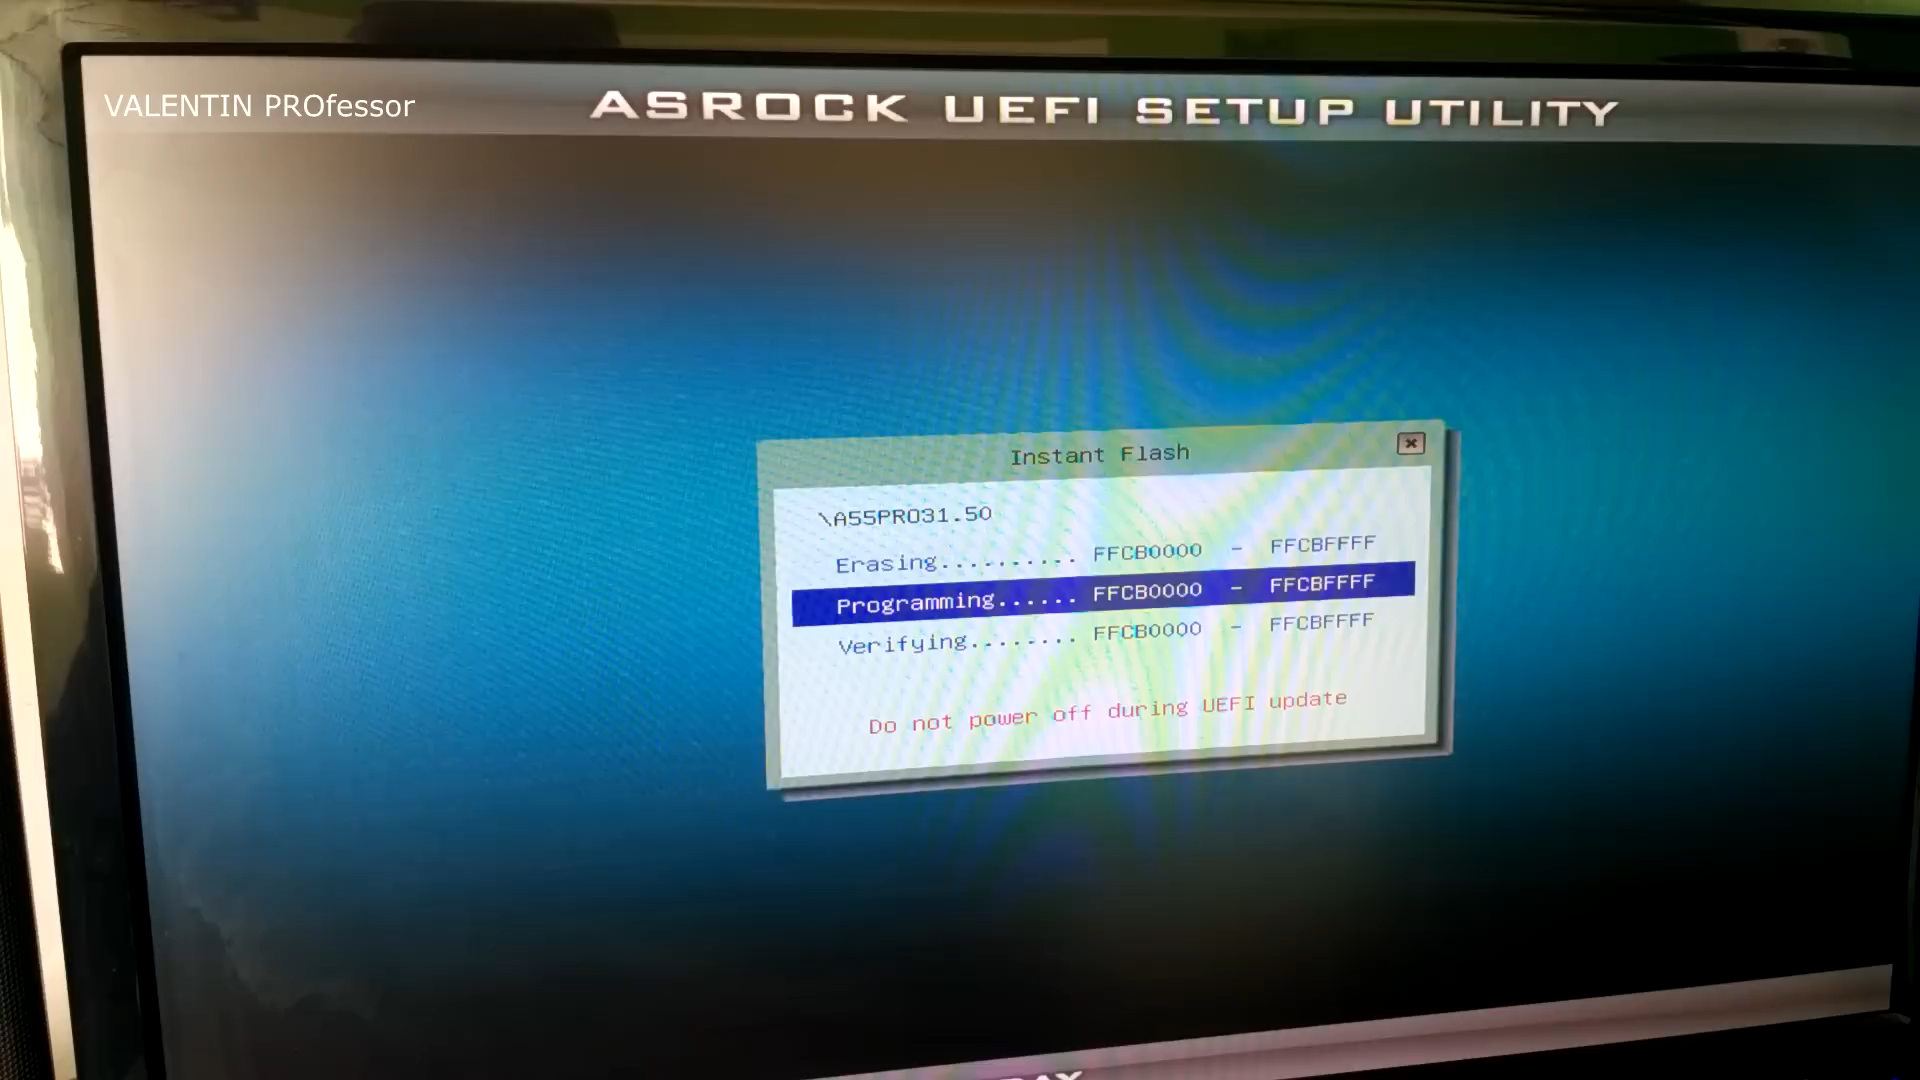 VALENTIN PROfessor
ASROCK UEFI SETUP UTILITY
Instant Flash
\A55PRO31.50
Erasing.......... FFCB0000 - FFCBFFFF
Programming...... FFCB0000 - FFCBFFFF
Verifying........ FFCB0000 - FFCBFFFF
Do not power off during UEFI update